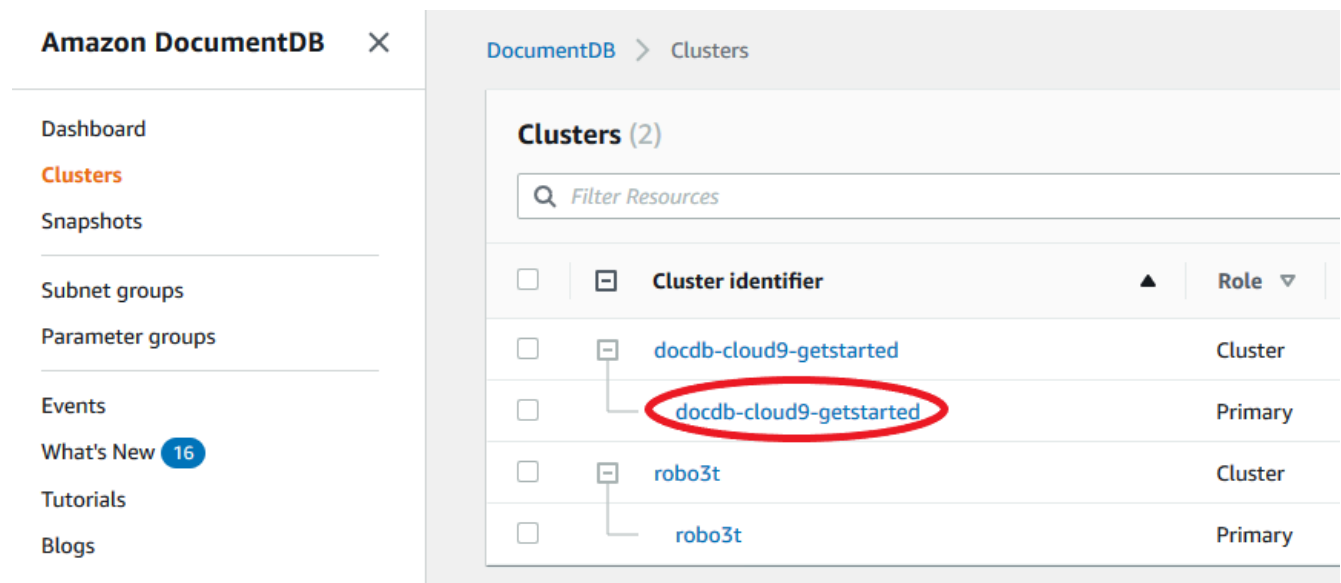 Amazon DocumentDB
Dashboard
Clusters
Snapshots
Subnet groups
Parameter groups
Events
What's New 16
Tutorials
Blogs
DocumentDB > Clusters
Clusters (2)
Filter Resources
Cluster identifier Role
docdb-cloud9-getstarted Cluster
docdb-cloud9-getstarted Primary
robo3t Cluster
robo3t Primary